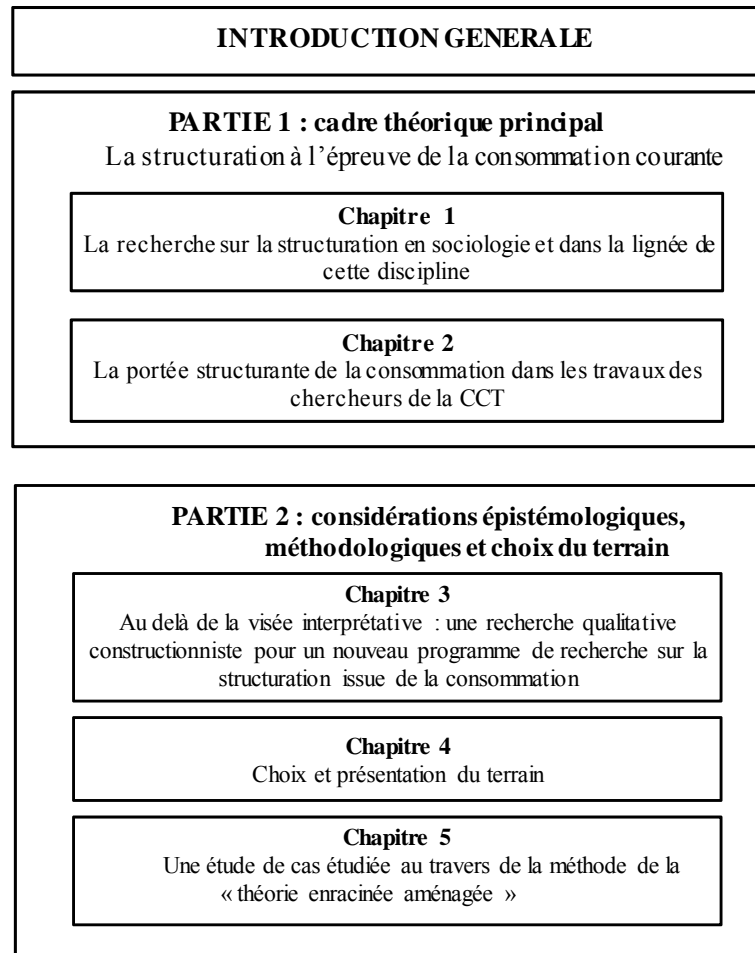 INTRODUCTION GENERALE
PARTIE 1 : cadre théorique principal
La structuration à l’épreuve de la consommation courante
Chapitre 1
La recherche sur la structuration en sociologie et dans la lignée de
cette discipline
Chapitre 2
La portée structurante de la consommation dans les travaux des
chercheurs de la CCT
PARTIE 2 : considérations épistémologiques,
méthodologiques et choix du terrain
Chapitre 3
Au delà de la visée interprétative : une recherche qualitative
constructionniste pour un nouveau programme de recherche sur la
structuration issue de la consommation
Chapitre 4
Choix et présentation du terrain
Chapitre 5
Une étude de cas étudiée au travers de la méthode de la
« théorie enracinée aménagée »